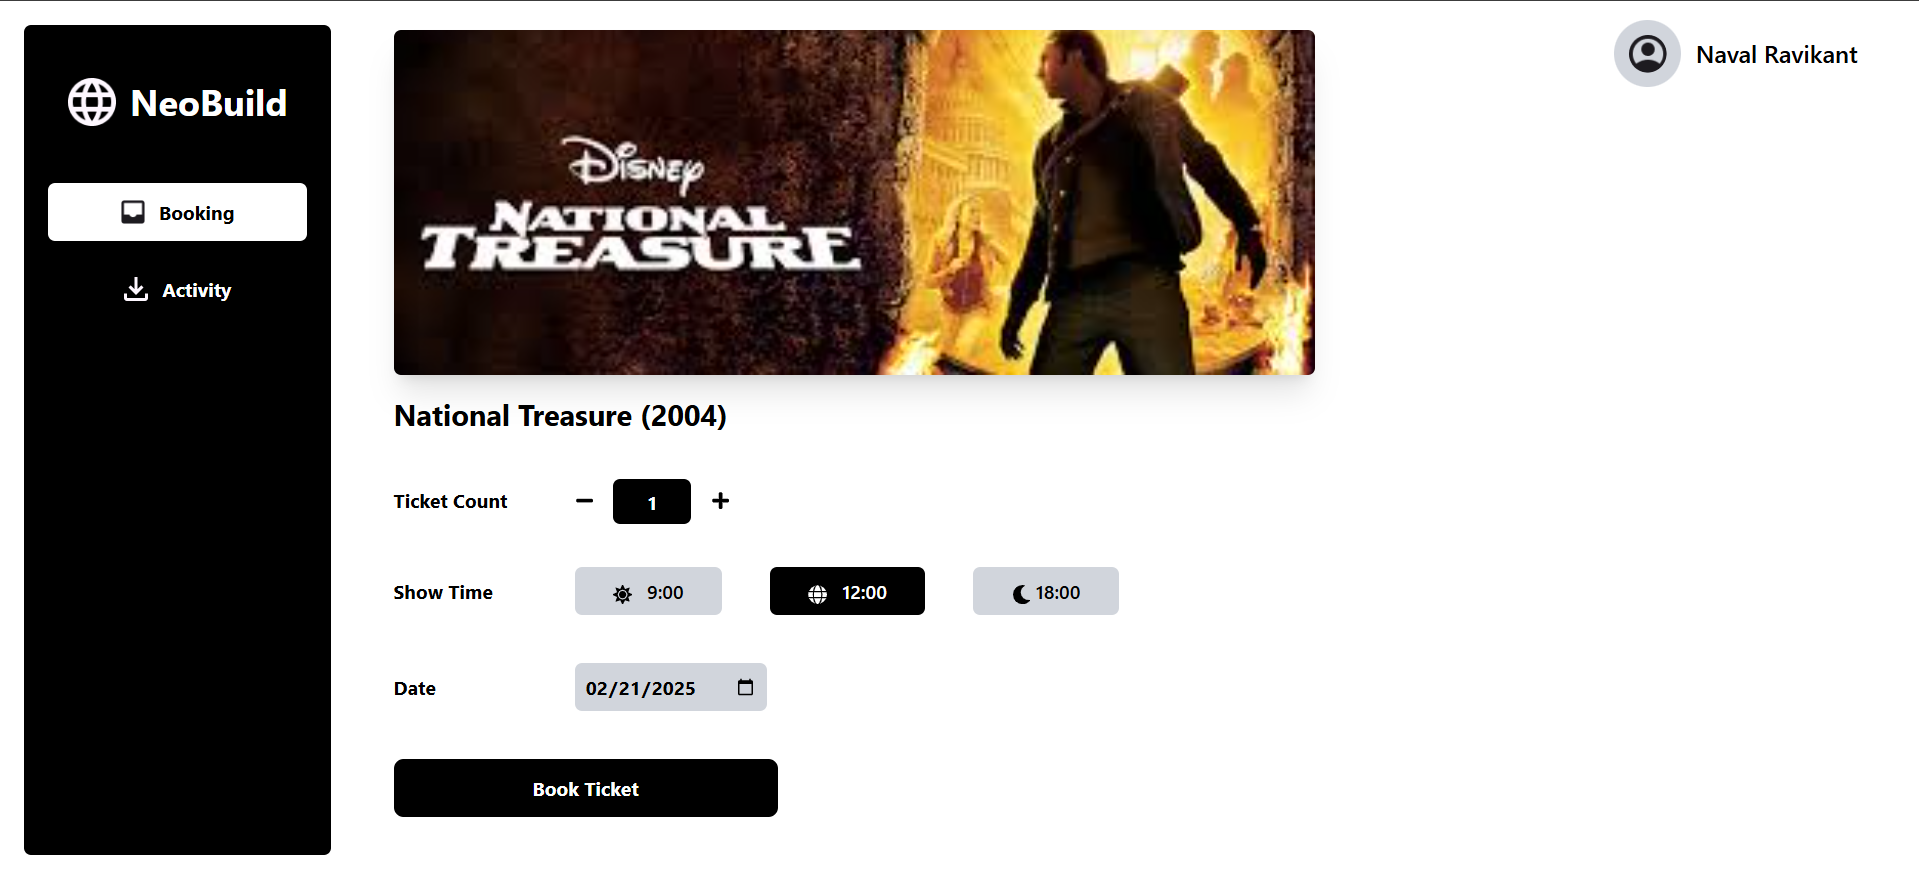 NeoBuild
Booking
Activity
Naval Ravikant
Disney
NATIONAL
TREASURE
National Treasure (2004)
Ticket Count
1
Show Time
9:00
12:00
18:00
Date
02/21/2025
Book Ticket